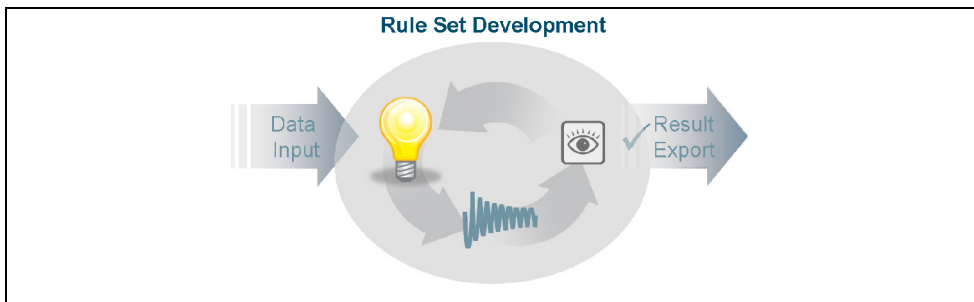 Rule Set Development
Data
Input
Result
Export